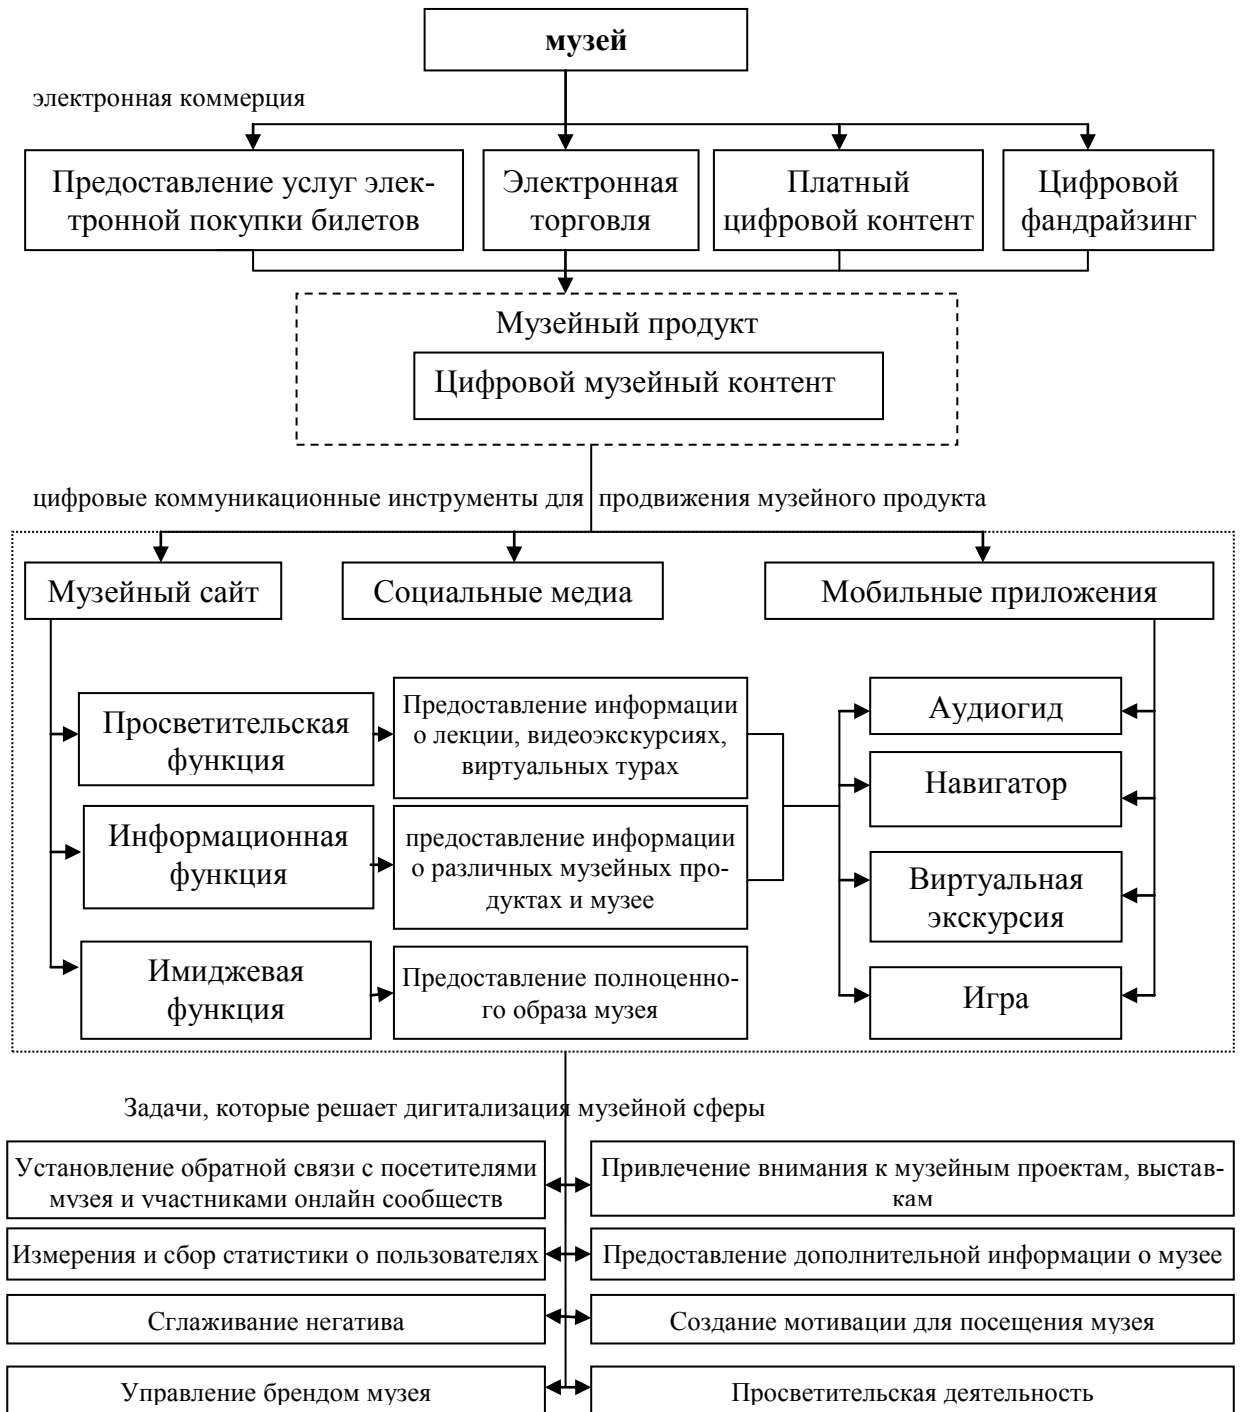 музей
электронная коммерция
Предоставление услуг элек-
тронной покупки билетов
Электронная
торговля
Платный
цифровой контент
Цифровой
фандрайзинг
Музейный продукт
Цифровой музейный контент
цифровые коммуникационные инструменты для продвижения музейного продукта
Музейный сайт
Социальные медиа
Мобильные приложения
Просветительская
функция
Предоставление информации
о лекции, видеоэкскурсиях,
виртуальных турах
Аудиогид
Навигатор
Информационная
функция
предоставление информации
о различных музейных про-
дуктах и музее
Виртуальная
экскурсия
Имиджевая
функция
Предоставление полноценно-
го образа музея
Игра
Задачи, которые решает дигитализация музейной сферы
Установление обратной связи с посетителями
музея и участниками онлайн сообществ
Привлечение внимания к музейным проектам, выстав-
кам
Измерения и сбор статистики о пользователях
Предоставление дополнительной информации о музее
Сглаживание негатива
Создание мотивации для посещения музея
Управление брендом музея
Просветительская деятельность